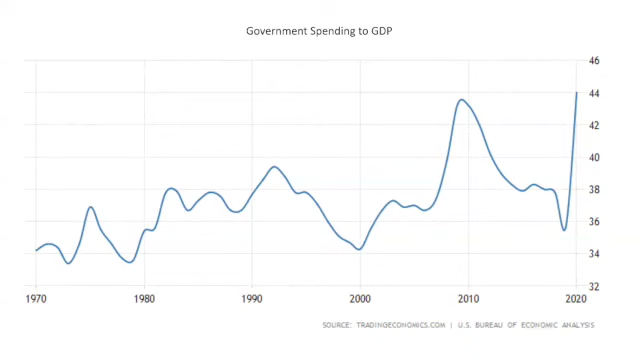 Government Spending to GDP
46
44
42
40
38
36
34
32
1970 1980 1990 2000 2010 2020
SOURCE: TRADINGECONOMICS.COM | U.S. BUREAU OF ECONOMIC ANALYSIS